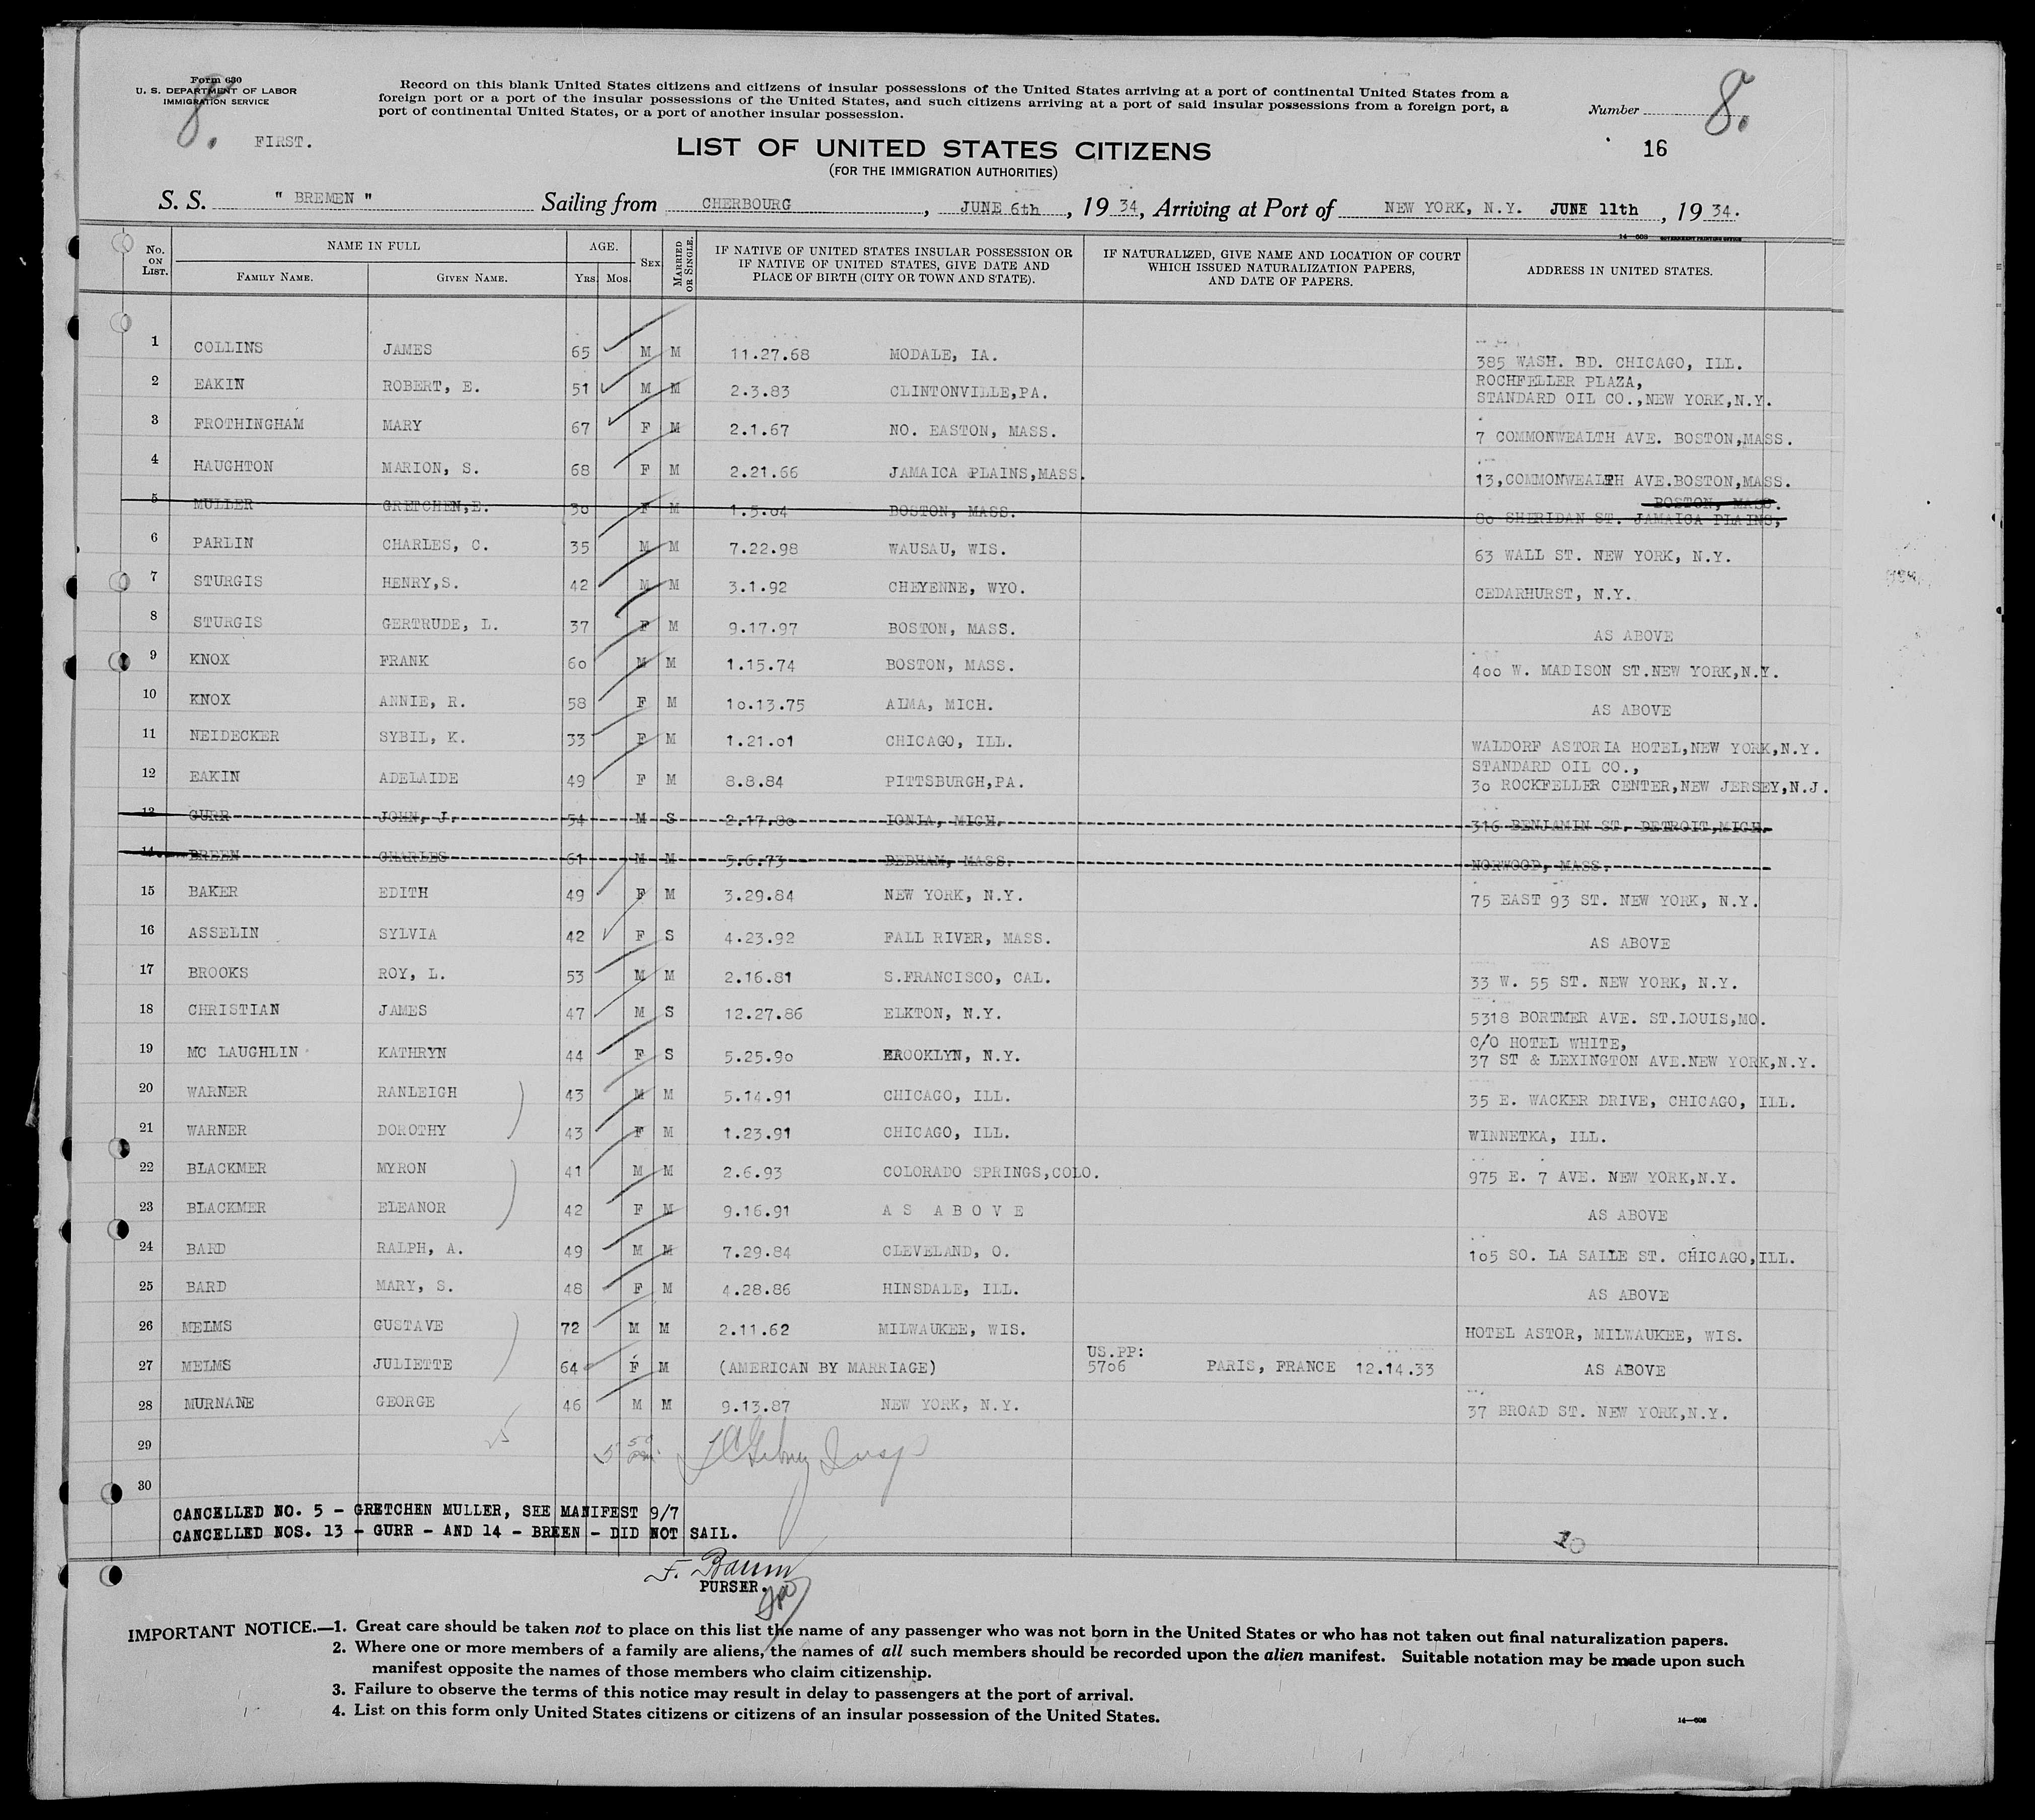 Form 630
U. S. DEPARTMENT OF LABOR
IMMIGRATION SERVICE
8.
FIRST.
Record on this blank United States citizens and citizens of insular possessions of the United States arriving at a port of continental United States from a
foreign port or a port of the insular possessions of the United States, and such citizens arriving at a port of said insular possessions from a foreign port, a
port of continental United States, or a port of another insular possession.
Number 8.
16
LIST OF UNITED STATES CITIZENS
(FOR THE IMMIGRATION AUTHORITIES)
S. S. " BREMEN " Sailing from CHERBOURG, JUNE 6th, 1934, Arriving at Port of NEW YORK, N.Y. JUNE 11th, 1934.
14—608 GOVERNMENT PRINTING OFFICE
No. ON LIST. NAME IN FULL FAMILY NAME. GIVEN NAME. AGE. Yrs. Mos. SEX MARRIED OR SINGLE. IF NATIVE OF UNITED STATES INSULAR POSSESSION OR IF NATIVE OF UNITED STATES, GIVE DATE AND PLACE OF BIRTH (CITY OR TOWN AND STATE). IF NATURALIZED, GIVE NAME AND LOCATION OF COURT WHICH ISSUED NATURALIZATION PAPERS, AND DATE OF PAPERS. ADDRESS IN UNITED STATES.
1 COLLINS JAMES 65 M M 11.27.68 MODALE, IA. 385 WASH. BD. CHICAGO, ILL.
2 EAKIN ROBERT, E. 51 M M 2.3.83 CLINTONVILLE,PA. ROCHFELLER PLAZA,
STANDARD OIL CO.,NEW YORK,N.Y.
3 FROTHINGHAM MARY 67 F M 2.1.67 NO. EASTON, MASS. 7 COMMONWEALTH AVE. BOSTON,MASS.
4 HAUGHTON MARION, S. 68 F M 2.21.66 JAMAICA PLAINS,MASS. 13,COMMONWEALTH AVE.BOSTON,MASS.
BOSTON, MASS.
5 MULLER GRETCHEN,E. 30 F M 1.5.04 BOSTON, MASS. 80 SHERIDAN ST. JAMAICA PLAINS,
6 PARLIN CHARLES, C. 35 M M 7.22.98 WAUSAU, WIS. 63 WALL ST. NEW YORK, N.Y.
7 STURGIS HENRY,S. 42 M M 3.1.92 CHEYENNE, WYO. CEDARHURST, N.Y.
8 STURGIS GERTRUDE, L. 37 F M 9.17.97 BOSTON, MASS. AS ABOVE
9 KNOX FRANK 60 M M 1.15.74 BOSTON, MASS. 400 W. MADISON ST.NEW YORK,N.Y.
10 KNOX ANNIE, R. 58 F M 10.13.75 ALMA, MICH. AS ABOVE
11 NEIDECKER SYBIL, K. 33 F M 1.21.01 CHICAGO, ILL. WALDORF ASTORIA HOTEL,NEW YORK,N.Y.
12 EAKIN ADELAIDE 49 F M 8.8.84 PITTSBURGH,PA. STANDARD OIL CO.,
30 ROCKFELLER CENTER,NEW JERSEY,N.J.
13 GURR JOHN, J. 54 M S 2.17.80 IONIA, MICH. 316 BENJAMIN ST. DETROIT,MICH.
14 BREEN CHARLES 61 M M 5.6.73 DEDHAM, MASS. NORWOOD, MASS.
15 BAKER EDITH 49 F M 3.29.84 NEW YORK, N.Y. 75 EAST 93 ST. NEW YORK, N.Y.
16 ASSELIN SYLVIA 42 F S 4.23.92 FALL RIVER, MASS. AS ABOVE
17 BROOKS ROY, L. 53 M M 2.16.81 S.FRANCISCO, CAL. 33 W. 55 ST. NEW YORK, N.Y.
18 CHRISTIAN JAMES 47 M S 12.27.86 ELKTON, N.Y. 5318 BORTMER AVE. ST.LOUIS,MO.
19 MC LAUGHLIN KATHRYN 44 F S 5.25.90 BROOKLYN, N.Y. C/O HOTEL WHITE,
37 ST & LEXINGTON AVE.NEW YORK,N.Y.
20 WARNER RANLEIGH 43 M M 5.14.91 CHICAGO, ILL. 35 E. WACKER DRIVE, CHICAGO, ILL.
21 WARNER DOROTHY 43 F M 1.23.91 CHICAGO, ILL. WINNETKA, ILL.
22 BLACKMER MYRON 41 M M 2.6.93 COLORADO SPRINGS,COLO. 975 E. 7 AVE. NEW YORK,N.Y.
23 BLACKMER ELEANOR 42 F M 9.16.91 A S A B O V E AS ABOVE
24 BARD RALPH, A. 49 M M 7.29.84 CLEVELAND, O. 105 SO. LA SALLE ST. CHICAGO,ILL.
25 BARD MARY, S. 48 F M 4.28.86 HINSDALE, ILL. AS ABOVE
26 MELMS GUSTAVE 72 M M 2.11.62 MILWAUKEE, WIS. HOTEL ASTOR, MILWAUKEE, WIS.
27 MELMS JULIETTE 64 F M (AMERICAN BY MARRIAGE) US.PP: 5706 PARIS, FRANCE 12.14.33 AS ABOVE
28 MURNANE GEORGE 46 M M 9.13.87 NEW YORK, N.Y. 37 BROAD ST. NEW YORK,N.Y.
29
30
CANCELLED NO. 5 - GRETCHEN MULLER, SEE MANIFEST 9/7
CANCELLED NOS. 13 - GURR - AND 14 - BREEN - DID NOT SAIL.
10
F. Baum
PURSER.
IMPORTANT NOTICE.—1. Great care should be taken not to place on this list the name of any passenger who was not born in the United States or who has not taken out final naturalization papers.
2. Where one or more members of a family are aliens, the names of all such members should be recorded upon the alien manifest. Suitable notation may be made upon such
manifest opposite the names of those members who claim citizenship.
3. Failure to observe the terms of this notice may result in delay to passengers at the port of arrival.
4. List on this form only United States citizens or citizens of an insular possession of the United States.
14—608